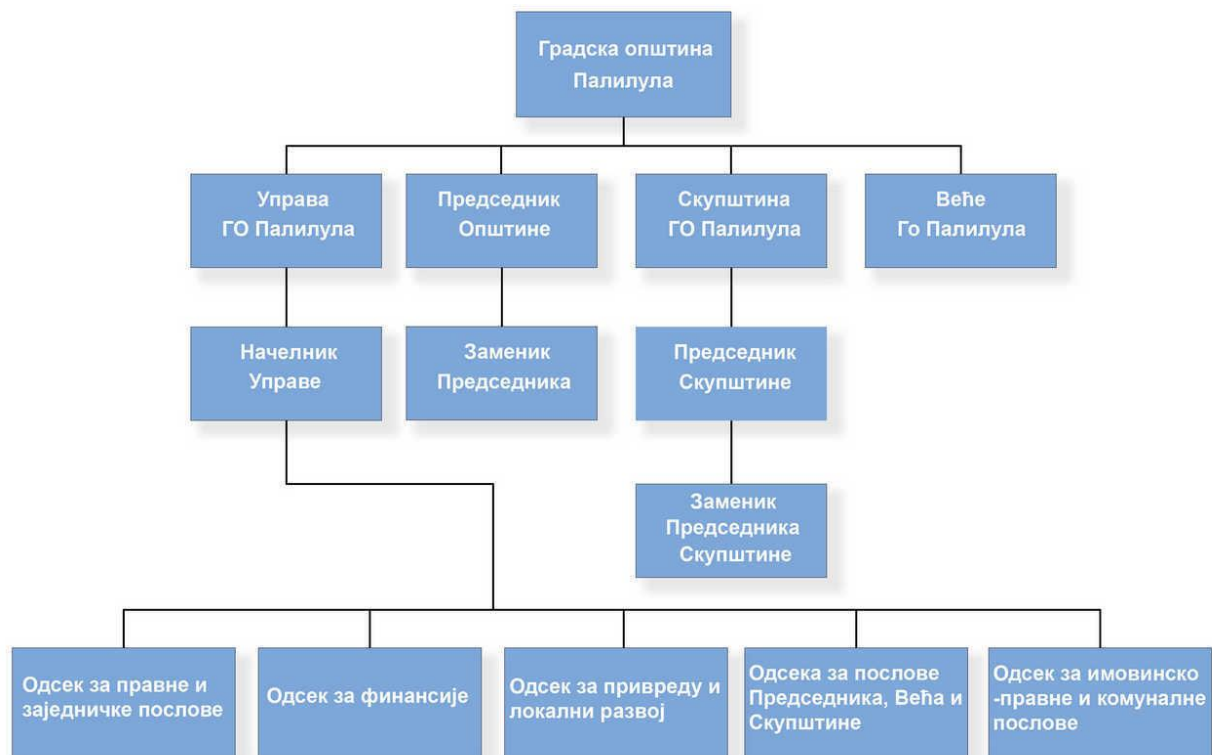 Градска општина
Палилула
Управа
ГО Палилула
Председник
Општине
Скупштина
ГО Палилула
Веће
Го Палилула
Начелник
Управе
Заменик
Председника
Председник
Скупштине
Заменик
Председника
Скупштине
Одсек за правне и
заједничке послове
Одсек за финансије
Одсек за привреду и
локални развој
Одсека за послове
Председника, Већа и
Скупштине
Одсек за имовинско
-правне и комуналне
послове